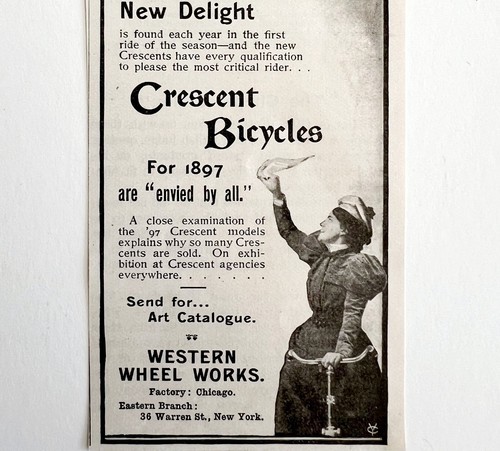 New Delight
is found each year in the first
ride of the season—and the new
Crescents have every qualification
to please the most critical rider. . .
Crescent
Bicycles
For 1897
are "envied by all."
A close examination of
the '97 Crescent models
explains why so many Cres-
cents are sold. On exhi-
bition at Crescent agencies
everywhere. . . . . . .
Send for...
Art Catalogue.
WESTERN
WHEEL WORKS.
Factory: Chicago.
Eastern Branch:
36 Warren St., New York.